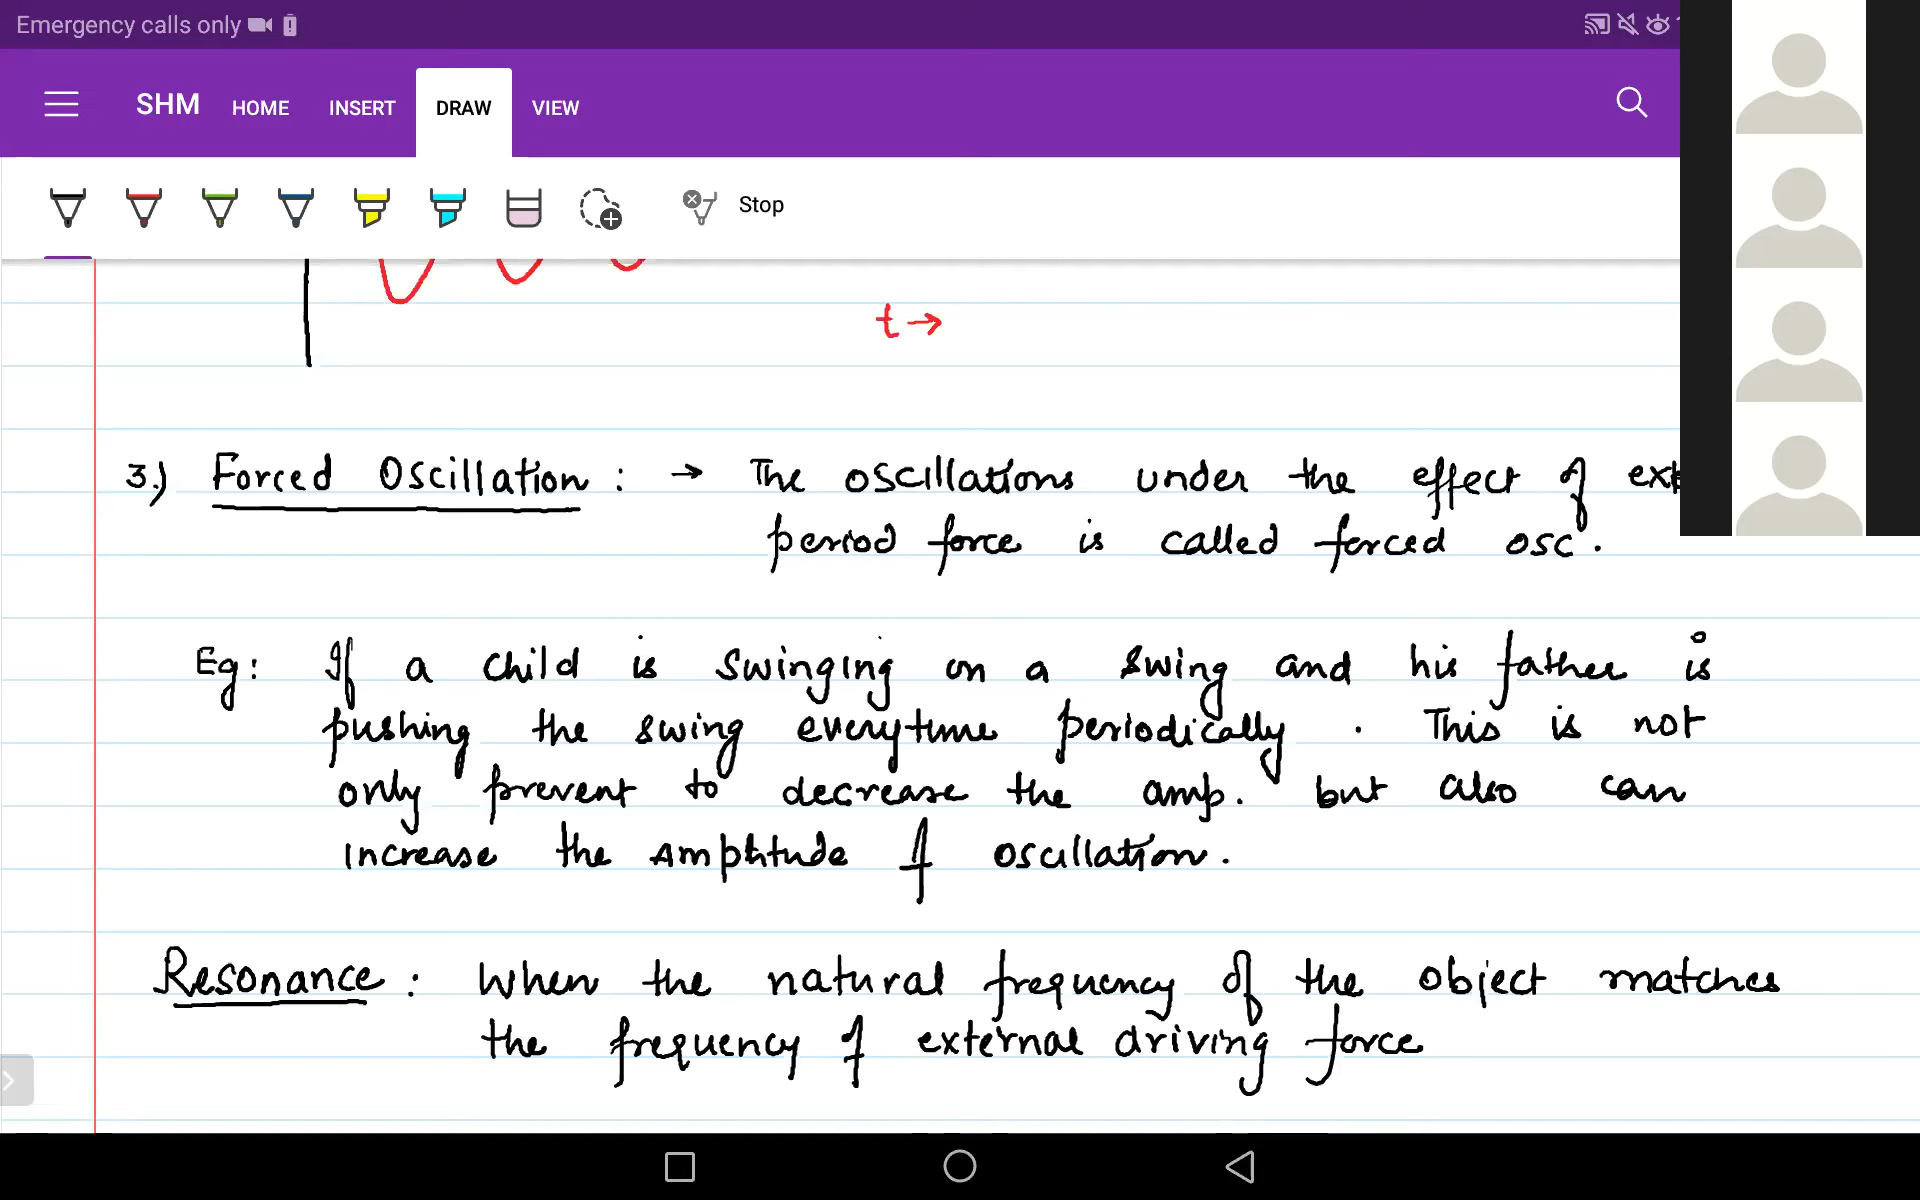 Emergency calls only
SHM HOME INSERT DRAW VIEW
Stop
t →
3.) Forced Oscillation : → The oscillations under the effect of
period force is called forced osc.
Eg: If a child is swinging on a swing and his father is
pushing the swing everytime periodically . This is not
only prevent to decrease the amp. but also can
increase the amplitude of oscillation.
Resonance : When the natural frequency of the object matches
the frequency of external driving force